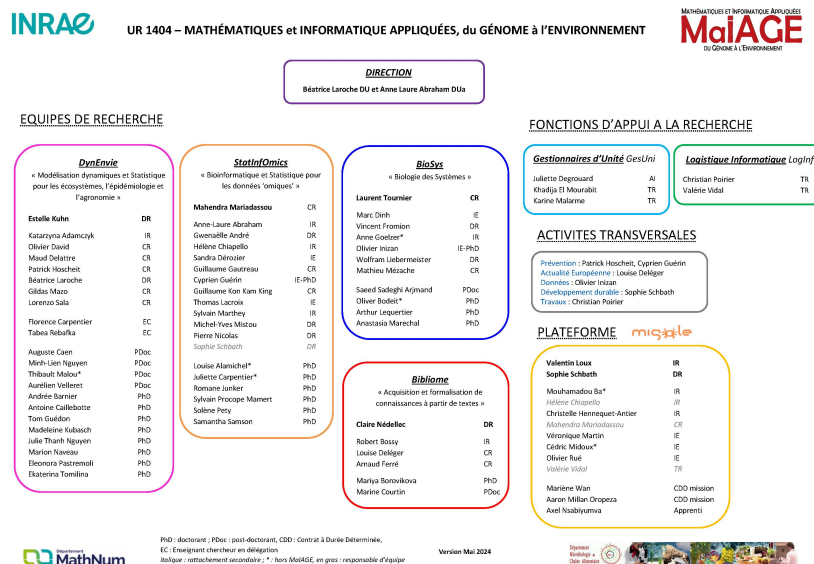 INRAE
UR 1404 – MATHÉMATIQUES et INFORMATIQUE APPLIQUÉES, du GÉNOME à l'ENVIRONNEMENT
MATHÉMATIQUES ET INFORMATIQUE APPLIQUÉES
MaIAGE
DU GÉNOME À L'ENVIRONNEMENT
DIRECTION
Béatrice Laroche DU et Anne Laure Abraham DUa
EQUIPES DE RECHERCHE
DynEnvie
« Modélisation dynamiques et Statistique
pour les écosystèmes, l'épidémiologie et
l'agronomie »
Estelle Kuhn DR
Katarzyna Adamczyk IR
Olivier David CR
Maud Delattre CR
Patrick Hoscheit CR
Béatrice Laroche DR
Gildas Mazo CR
Lorenzo Sala CR
Florence Carpentier EC
Tabea Rebafka EC
Auguste Caen PDoc
Minh-Lien Nguyen PDoc
Thibault Malou* PDoc
Aurélien Velleret PDoc
Andrée Barnier PhD
Antoine Caillebotte PhD
Tom Guédon PhD
Madeleine Kubasch PhD
Julie Thanh Nguyen PhD
Marion Naveau PhD
Eleonora Pastremoli PhD
Ekaterina Tomilina PhD
StatInfOmics
« Bioinformatique et Statistique pour
les données 'omiques' »
Mahendra Mariadassou CR
Anne-Laure Abraham IR
Gwenaëlle André DR
Hélène Chiapello IR
Sandra Dérozier IE
Guillaume Gautreau CR
Cyprien Guérin IE-PhD
Guillaume Kon Kam King CR
Thomas Lacroix IE
Sylvain Marthey IR
Michel-Yves Mistou DR
Pierre Nicolas DR
Sophie Schbath DR
Louise Alamichel* PhD
Juliette Carpentier* PhD
Romane Junker PhD
Sylvain Procope Mamert PhD
Solène Pety PhD
Samantha Samson PhD
BioSys
« Biologie des Systèmes »
Laurent Tournier CR
Marc Dinh IE
Vincent Fromion DR
Anne Goelzer* IR
Olivier Inizan IE-PhD
Wolfram Liebermeister DR
Mathieu Mézache CR
Saeed Sadeghi Arjmand PDoc
Oliver Bodeit* PhD
Arthur Lequertier PhD
Anastasia Marechal PhD
Bibliome
« Acquisition et formalisation de
connaissances à partir de textes »
Claire Nédellec DR
Robert Bossy IR
Louise Deléger CR
Arnaud Ferré CR
Mariya Borovikova PhD
Marine Courtin PDoc
FONCTIONS D'APPUI A LA RECHERCHE
Gestionnaires d'Unité GesUni
Juliette Degrouard AI
Khadija El Mourabit TR
Karine Malarme TR
Logistique Informatique LogInf
Christian Poirier TR
Valérie Vidal TR
ACTIVITES TRANSVERSALES
Prévention : Patrick Hoscheit, Cyprien Guérin
Actualité Européenne : Louise Deléger
Données : Olivier Inizan
Développement durable : Sophie Schbath
Travaux : Christian Poirier
PLATEFORME migale
Valentin Loux IR
Sophie Schbath DR
Mouhamadou Ba* IR
Hélène Chiapello IR
Christelle Hennequet-Antier IR
Mahendra Mariadassou CR
Véronique Martin IE
Cédric Midoux* IE
Olivier Rué IE
Valérie Vidal TR
Mariène Wan CDD mission
Aaron Millan Oropeza CDD mission
Axel Nsabiyumva Apprenti
Département
MathNum
PhD : doctorant ; PDoc : post-doctorant, CDD : Contrat à Durée Déterminée,
EC : Enseignant chercheur en délégation
Italique : rattachement secondaire ; * : hors MaIAGE, en gras : responsable d'équipe
Version Mai 2024
Département
Microbiologie &
Chaîne Alimentaire